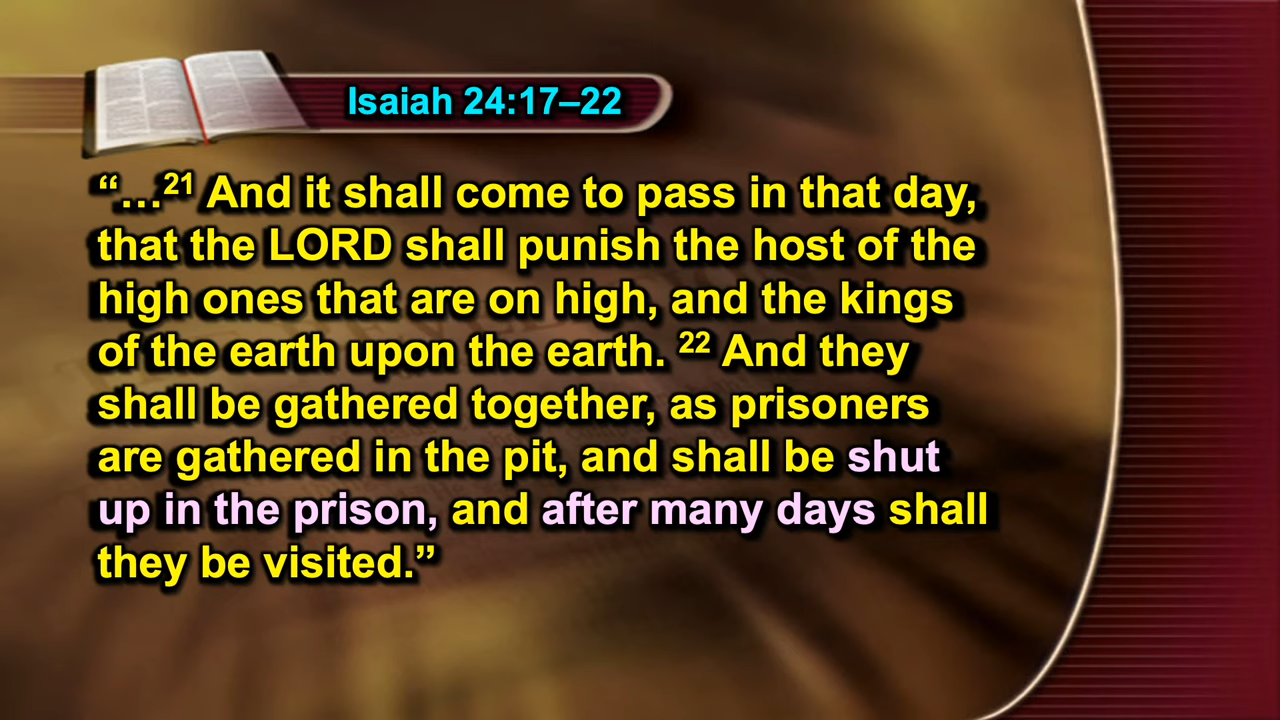 Isaiah 24:17–22
“…21 And it shall come to pass in that day,
that the LORD shall punish the host of the
high ones that are on high, and the kings
of the earth upon the earth. 22 And they
shall be gathered together, as prisoners
are gathered in the pit, and shall be shut
up in the prison, and after many days shall
they be visited.”